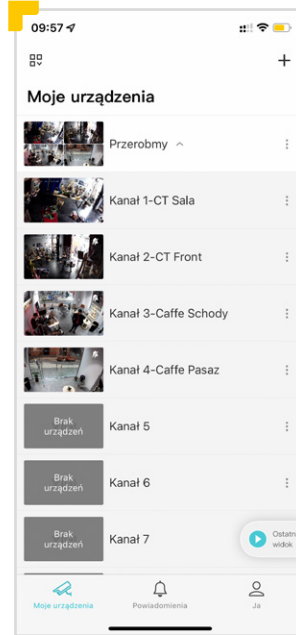 09:57
Moje urządzenia
Przerobmy
Kanał 1-CT Sala
Kanał 2-CT Front
Kanał 3-Caffe Schody
Kanał 4-Caffe Pasaz
Brak
urządzeń
Kanał 5
Brak
urządzeń
Kanał 6
Brak
urządzeń
Kanał 7
Ostatn
widok
Moje urządzenia
Powiadomienia
Ja